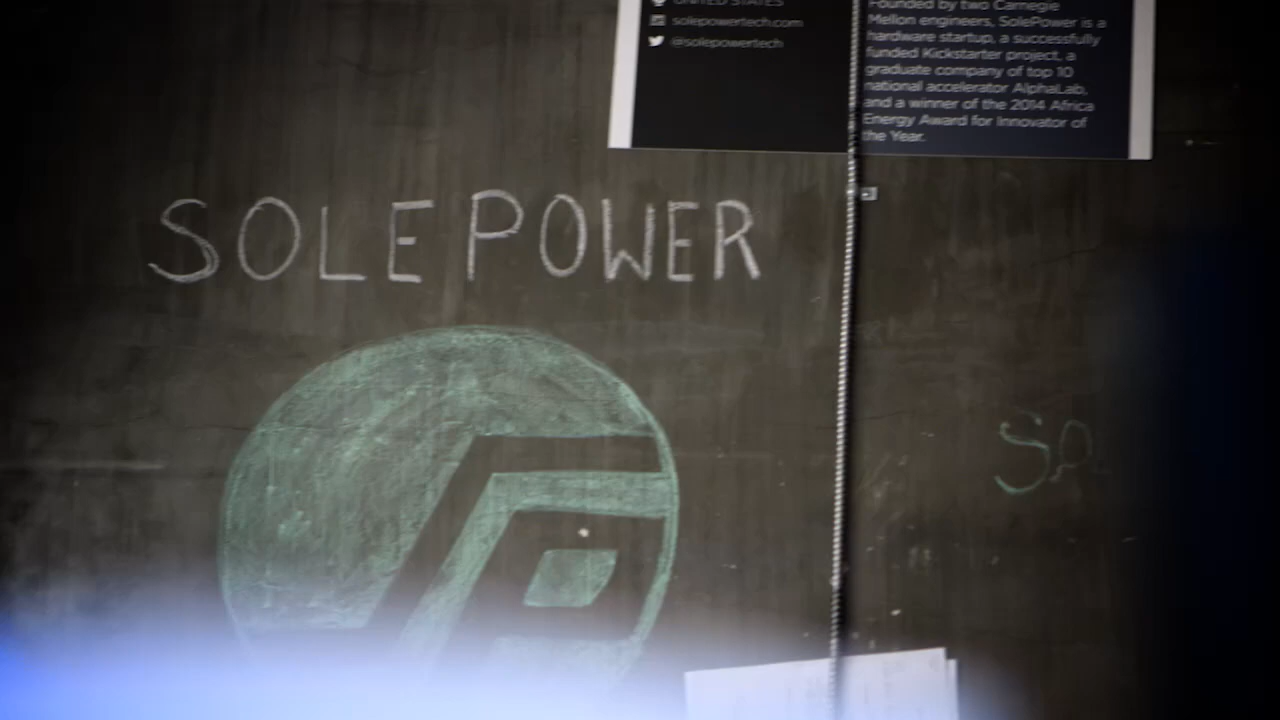 UNITED STATES
solepowertech.com
@solepowertech
Founded by two Carnegie
Mellon engineers, SolePower is a
hardware startup, a successfully
funded Kickstarter project, a
graduate company of top 10
national accelerator AlphaLab,
and a winner of the 2014 Africa
Energy Award for Innovator of
the Year.
SOLEPOWER